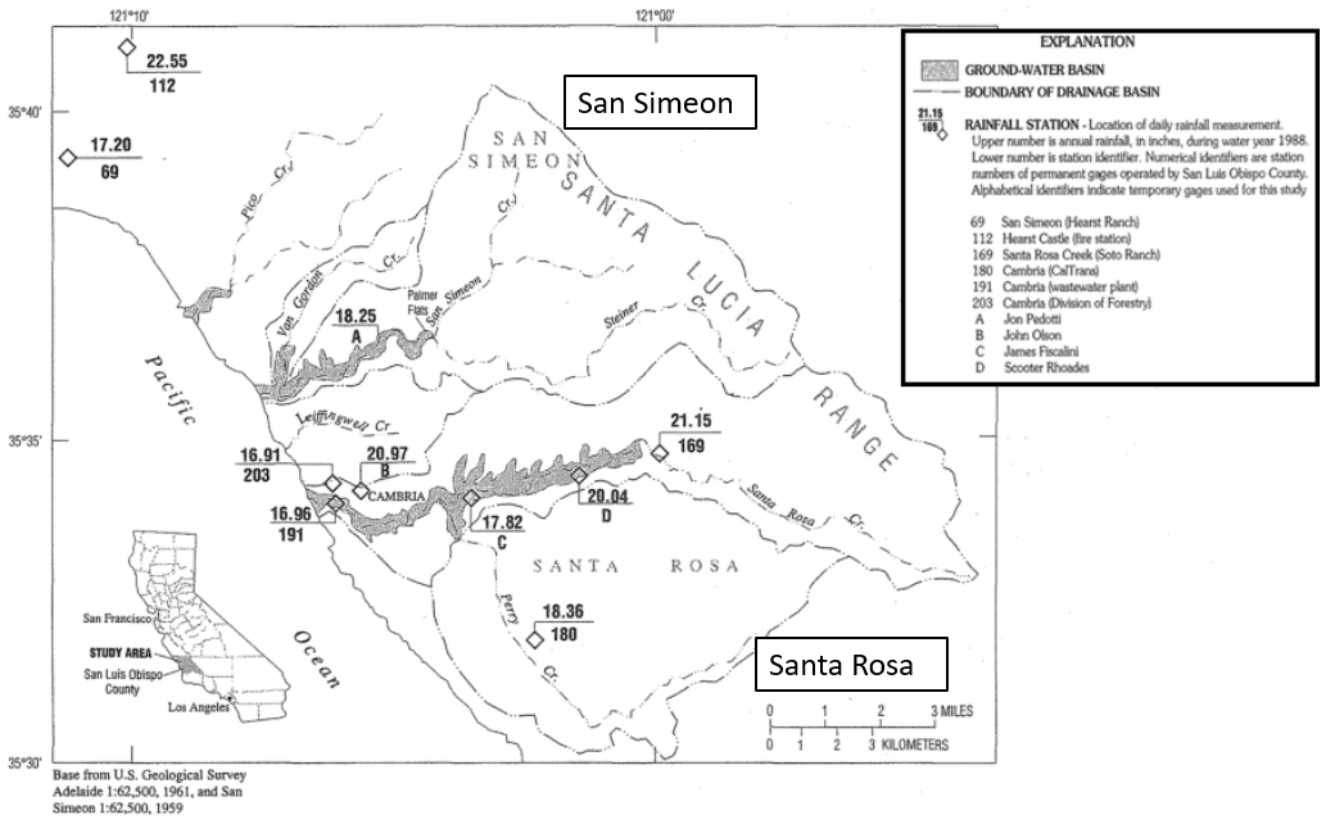 121°10'
121°00'
22.55
112
EXPLANATION
GROUND-WATER BASIN
BOUNDARY OF DRAINAGE BASIN
21.15
169
RAINFALL STATION - Location of daily rainfall measurement.
Upper number is annual rainfall, in inches, during water year 1988.
Lower number is station identifier. Numerical identifiers are station
numbers of permanent gages operated by San Luis Obispo County.
Alphabetical identifiers indicate temporary gages used for this study
69 San Simeon (Hearst Ranch)
112 Hearst Castle (fire station)
169 Santa Rosa Creek (Soto Ranch)
180 Cambria (CalTrans)
191 Cambria (wastewater plant)
203 Cambria (Division of Forestry)
A Jon Pedotti
B John Olson
C James Fiscalini
D Scooter Rhoades
San Simeon
35°40'
SAN
SIMEON
17.20
69
Pico Cr.
SANTA LUCIA RANGE
Cr.
Van Gordon Cr.
Palmer
Flats
San Simeon
Steiner Cr.
18.25
A
Pacific
Ocean
Leffingwell Cr
35°35'
21.15
169
16.91
203
20.97
B
CAMBRIA
20.04
D
Santa Rosa Cr.
16.96
191
17.82
C
SANTA ROSA
Perry Cr.
18.36
180
San Francisco
STUDY AREA
San Luis Obispo
County
Los Angeles
Santa Rosa
0 1 2 3 MILES
0 1 2 3 KILOMETERS
35°30'
Base from U.S. Geological Survey
Adelaide 1:62,500, 1961, and San
Simeon 1:62,500, 1959